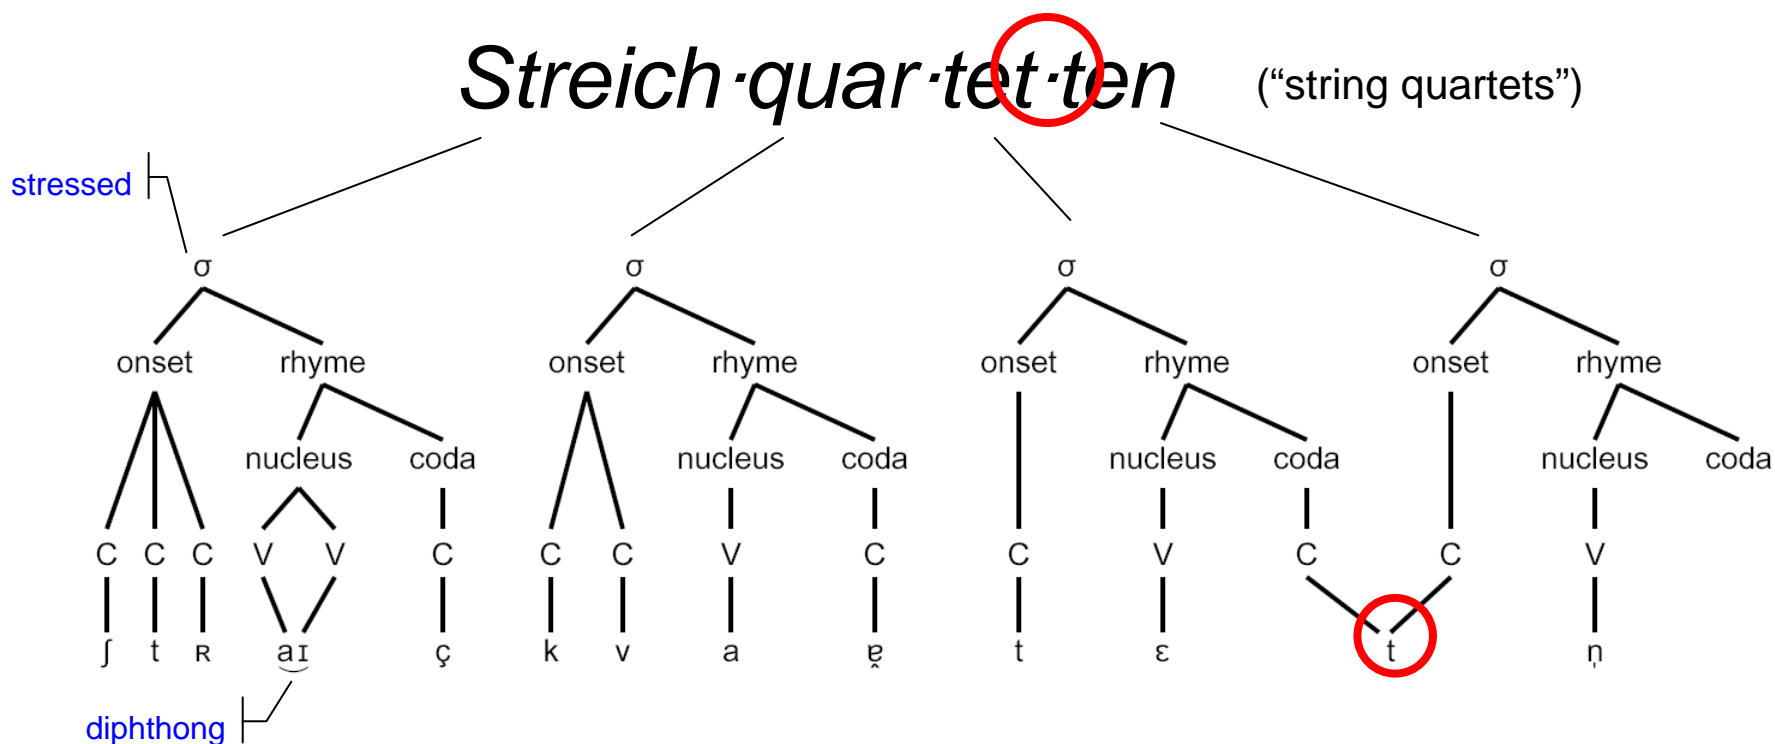 Streich·quar·tet·ten (“string quartets”)
stressed
σ σ σ σ
onset rhyme onset rhyme onset rhyme onset rhyme
nucleus coda nucleus coda nucleus coda nucleus coda
C C C V V C C C V C C V C C V
ʃ t ʀ a͜ɪ ç k v a ɐ̯ t ɛ t n̩
diphthong